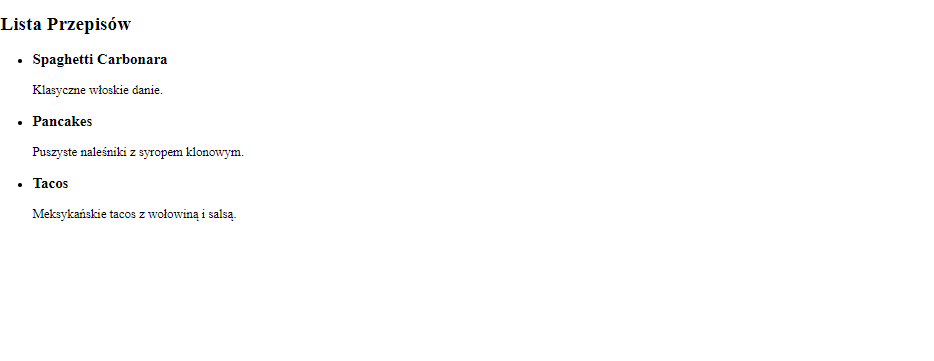 Lista Przepisów
Spaghetti Carbonara
Klasyczne włoskie danie.
Pancakes
Puszyste naleśniki z syropem klonowym.
Tacos
Meksykańskie tacos z wołowiną i salsą.